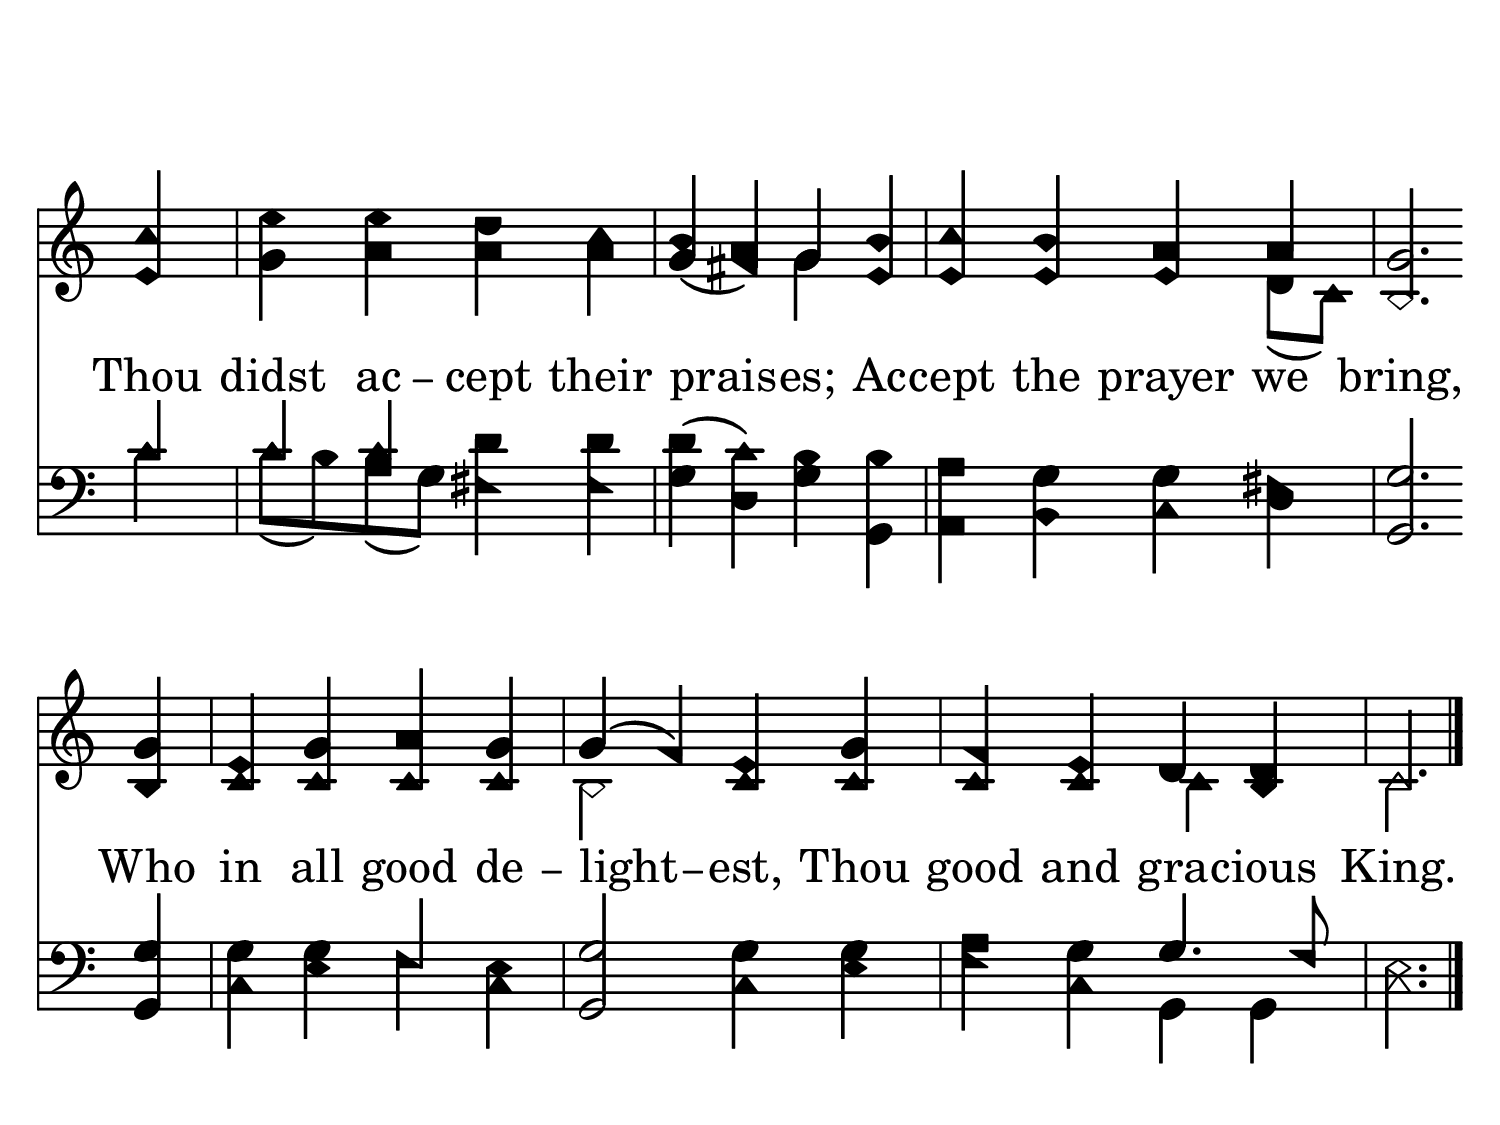 Thou didst ac – cept their praises; Accept the prayer we bring,
Who in all good de – light – est, Thou good and gracious King.